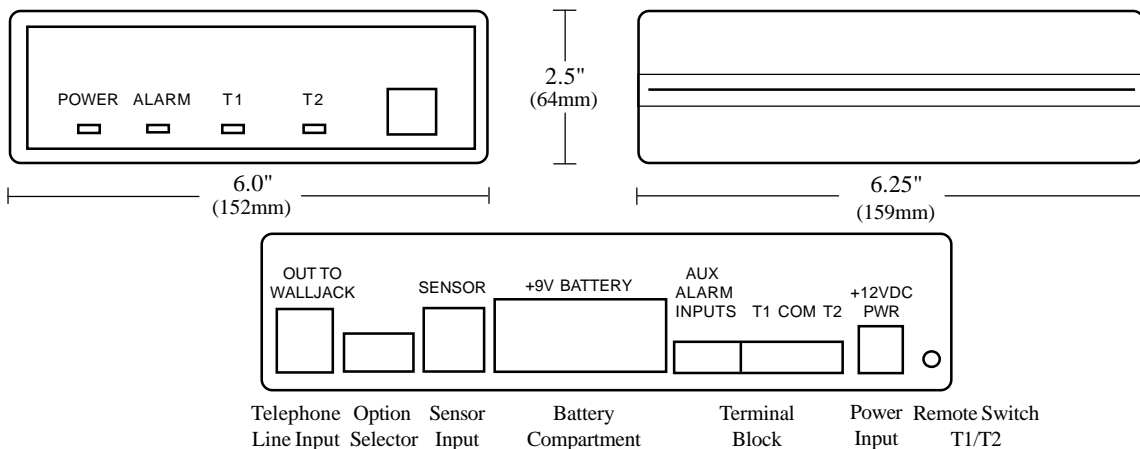 POWER ALARM T1 T2
2.5"
(64mm)
6.0"
(152mm)
6.25"
(159mm)
OUT TO
WALLJACK
SENSOR
+9V BATTERY
AUX
ALARM
INPUTS
T1 COM T2
+12VDC
PWR
Telephone
Line Input
Option
Selector
Sensor
Input
Battery
Compartment
Terminal
Block
Power
Input
Remote Switch
T1/T2